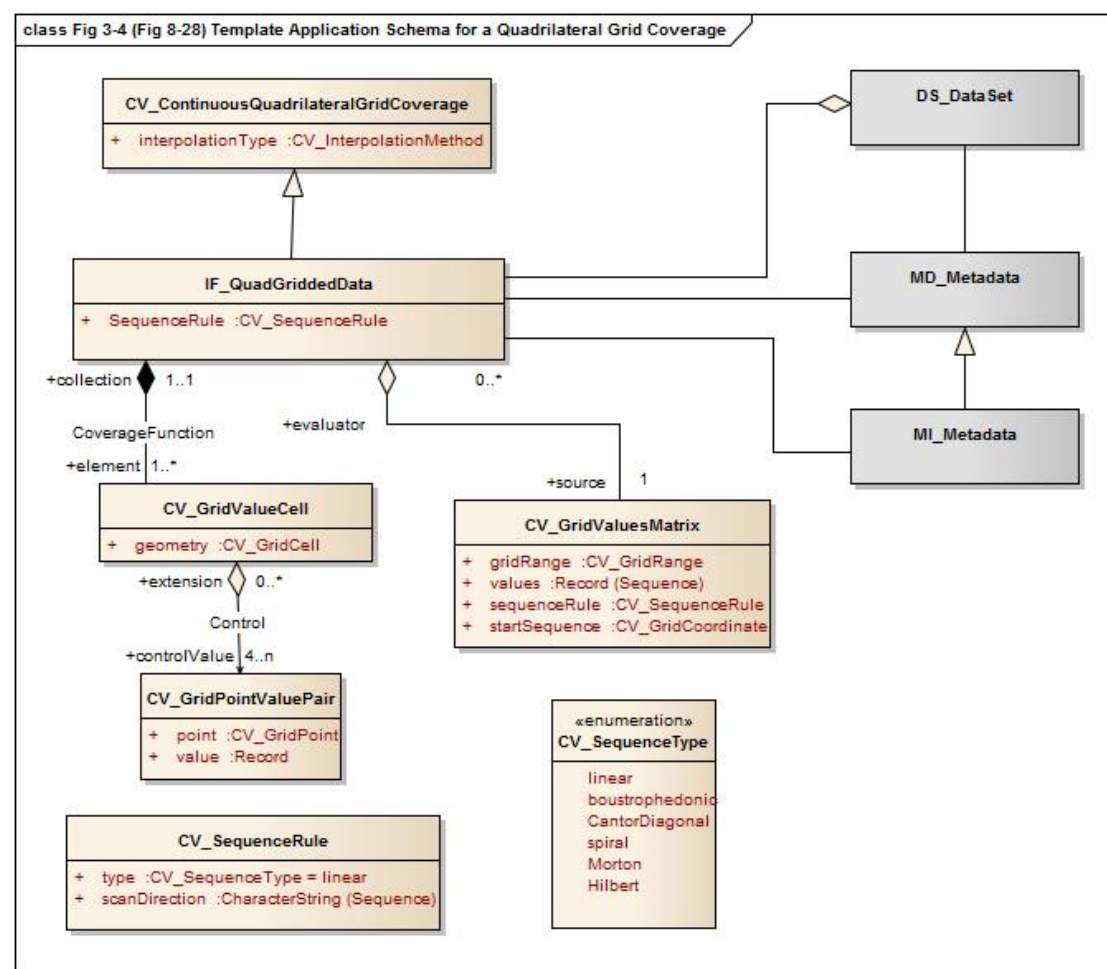 class Fig 3-4 (Fig 8-28) Template Application Schema for a Quadrilateral Grid Coverage
CV_ContinuousQuadrilateralGridCoverage
+ interpolationType :CV_InterpolationMethod
DS_DataSet
IF_QuadGriddedData
+ SequenceRule :CV_SequenceRule
MD_Metadata
+collection 1..1
0..*
CoverageFunction
+evaluator
MI_Metadata
+element 1..*
+source 1
CV_GridValueCell
+ geometry :CV_GridCell
CV_GridValuesMatrix
+ gridRange :CV_GridRange
+ values :Record (Sequence)
+ sequenceRule :CV_SequenceRule
+ startSequence :CV_GridCoordinate
+extension 0..*
Control
+controlValue 4..n
CV_GridPointValuePair
+ point :CV_GridPoint
+ value :Record
«enumeration»
CV_SequenceType
linear
boustrophedonic
CantorDiagonal
spiral
Morton
Hilbert
CV_SequenceRule
+ type :CV_SequenceType = linear
+ scanDirection :CharacterString (Sequence)